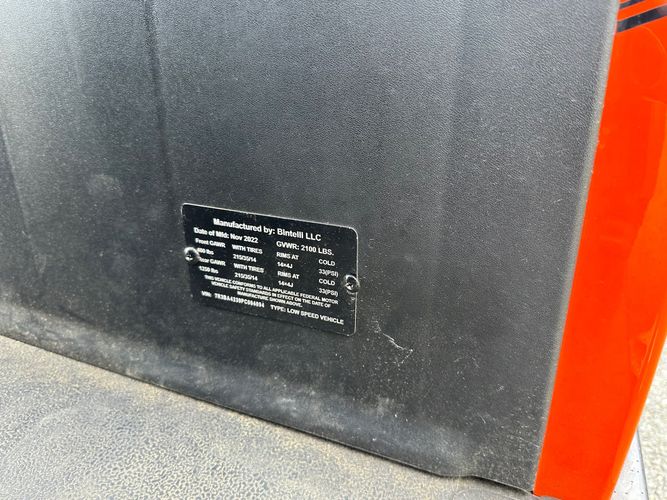 Manufactured by: Bintelli LLC
Date of Mfd: Nov 2022 GVWR: 2100 LBS.
Front GAWR WITH TIRES RIMS AT COLD
lbs 215/35/14 14×4J 33(PSI)
Rear GAWR WITH TIRES RIMS AT COLD
1250 lbs 215/35/14 14×4J 33(PSI)
THIS VEHICLE CONFORMS TO ALL APPLICABLE FEDERAL MOTOR
VEHICLE SAFETY STANDARDS IN EFFECT ON THE DATE OF
MANUFACTURE SHOWN ABOVE.
VIN: TYPE: LOW SPEED VEHICLE